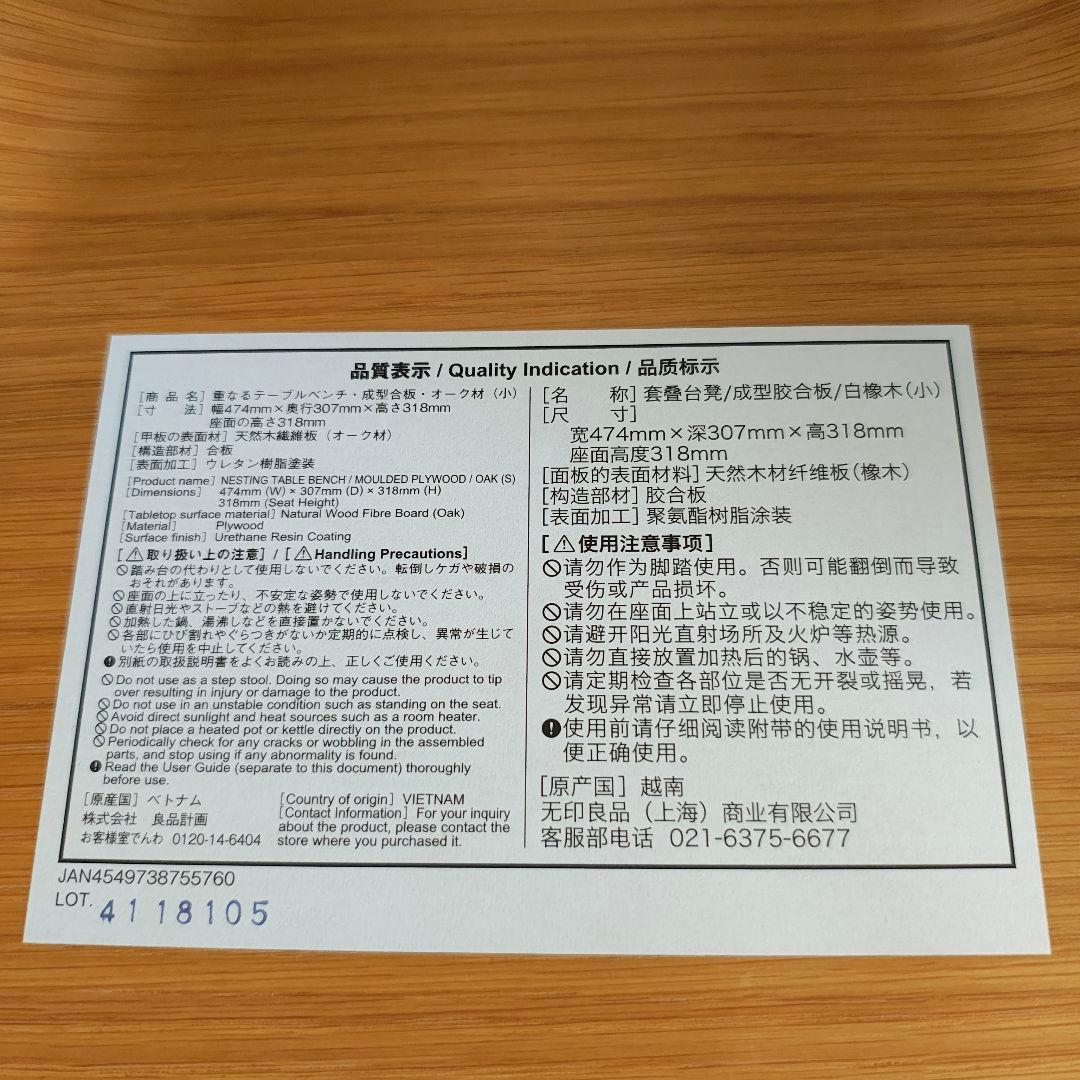 品質表示 / Quality Indication / 品质标示
[商 品 名] 重なるテーブルベンチ・成型合板・オーク材（小）
[寸　　法] 幅474mm×奥行307mm×高さ318mm
座面の高さ318mm
[甲板の表面材] 天然木繊維板（オーク材）
[構造部材] 合板
[表面加工] ウレタン樹脂塗装
[Product name] NESTING TABLE BENCH / MOULDED PLYWOOD / OAK (S)
[Dimensions] 474mm (W) × 307mm (D) × 318mm (H)
318mm (Seat Height)
[Tabletop surface material] Natural Wood Fibre Board (Oak)
[Material] Plywood
[Surface finish] Urethane Resin Coating
[⚠取り扱い上の注意] / [⚠Handling Precautions]
🚫踏み台の代わりとして使用しないでください。転倒しケガや破損の
おそれがあります。
🚫座面の上に立ったり、不安定な姿勢で使用しないでください。
🚫直射日光やストーブなどの熱を避けてください。
🚫加熱した鍋、湯沸しなどを直接置かないでください。
🚫各部にひび割れやぐらつきがないか定期的に点検し、異常が生じて
いたら使用を中止してください。
❗別紙の取扱説明書をよくお読みの上、正しくご使用ください。
🚫Do not use as a step stool. Doing so may cause the product to tip
over resulting in injury or damage to the product.
🚫Do not use in an unstable condition such as standing on the seat.
🚫Avoid direct sunlight and heat sources such as a room heater.
🚫Do not place a heated pot or kettle directly on the product.
🚫Periodically check for any cracks or wobbling in the assembled
parts, and stop using if any abnormality is found.
❗Read the User Guide (separate to this document) thoroughly
before use.
[原産国] ベトナム
株式会社　良品計画
お客様室でんわ 0120-14-6404
[Country of origin] VIETNAM
[Contact Information] For your inquiry
about the product, please contact the
store where you purchased it.
[名　　称] 套叠台凳/成型胶合板/白橡木（小）
[尺　　寸]
宽474mm×深307mm×高318mm
座面高度318mm
[面板的表面材料] 天然木材纤维板（橡木）
[构造部材] 胶合板
[表面加工] 聚氨酯树脂涂装
[⚠使用注意事项]
🚫请勿作为脚踏使用。否则可能翻倒而导致
受伤或产品损坏。
🚫请勿在座面上站立或以不稳定的姿势使用。
🚫请避开阳光直射场所及火炉等热源。
🚫请勿直接放置加热后的锅、水壶等。
🚫请定期检查各部位是否无开裂或摇晃，若
发现异常请立即停止使用。
❗使用前请仔细阅读附带的使用说明书，以
便正确使用。
[原产国] 越南
无印良品（上海）商业有限公司
客服部电话 021-6375-6677
JAN4549738755760
LOT. 4118105